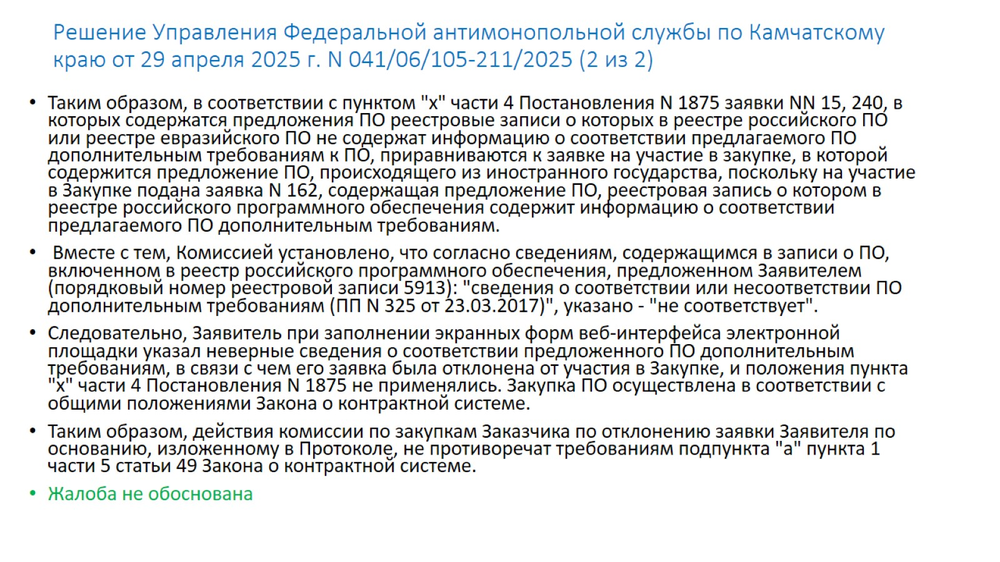 Решение Управления Федеральной антимонопольной службы по Камчатскому
краю от 29 апреля 2025 г. N 041/06/105-211/2025 (2 из 2)
• Таким образом, в соответствии с пунктом "х" части 4 Постановления N 1875 заявки NN 15, 240, в
которых содержатся предложения ПО реестровые записи о которых в реестре российского ПО
или реестре евразийского ПО не содержат информацию о соответствии предлагаемого ПО
дополнительным требованиям к ПО, приравниваются к заявке на участие в закупке, в которой
содержится предложение ПО, происходящего из иностранного государства, поскольку на участие
в Закупке подана заявка N 162, содержащая предложение ПО, реестровая запись о котором в
реестре российского программного обеспечения содержит информацию о соответствии
предлагаемого ПО дополнительным требованиям.
• Вместе с тем, Комиссией установлено, что согласно сведениям, содержащимся в записи о ПО,
включенном в реестр российского программного обеспечения, предложенном Заявителем
(порядковый номер реестровой записи 5913): "сведения о соответствии или несоответствии ПО
дополнительным требованиям (ПП N 325 от 23.03.2017)", указано - "не соответствует".
• Следовательно, Заявитель при заполнении экранных форм веб-интерфейса электронной
площадки указал неверные сведения о соответствии предложенного ПО дополнительным
требованиям, в связи с чем его заявка была отклонена от участия в Закупке, и положения пункта
"х" части 4 Постановления N 1875 не применялись. Закупка ПО осуществлена в соответствии с
общими положениями Закона о контрактной системе.
• Таким образом, действия комиссии по закупкам Заказчика по отклонению заявки Заявителя по
основанию, изложенному в Протоколе, не противоречат требованиям подпункта "а" пункта 1
части 5 статьи 49 Закона о контрактной системе.
• Жалоба не обоснована